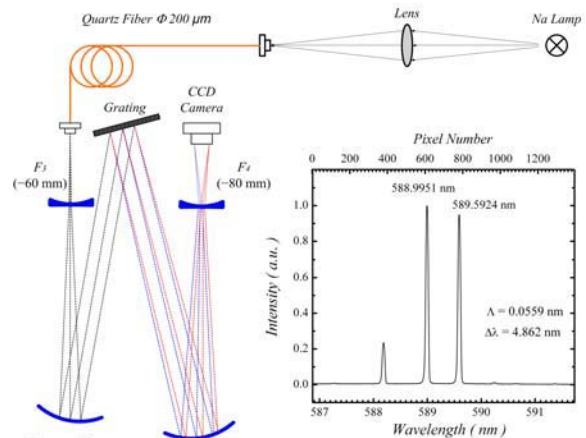 Quartz Fiber Φ 200 μm
Lens
Na Lamp
Grating
CCD
Camera
F3
(−60 mm)
F4
(−80 mm)
Pixel Number
0 200 400 600 800 1000 1200
588.9951 nm
589.5924 nm
Λ = 0.0559 nm
Δλ = 4.862 nm
Intensity ( a.u. )
1.0
0.8
0.6
0.4
0.2
0.0
587 588 589 590 591
Wavelength ( nm )